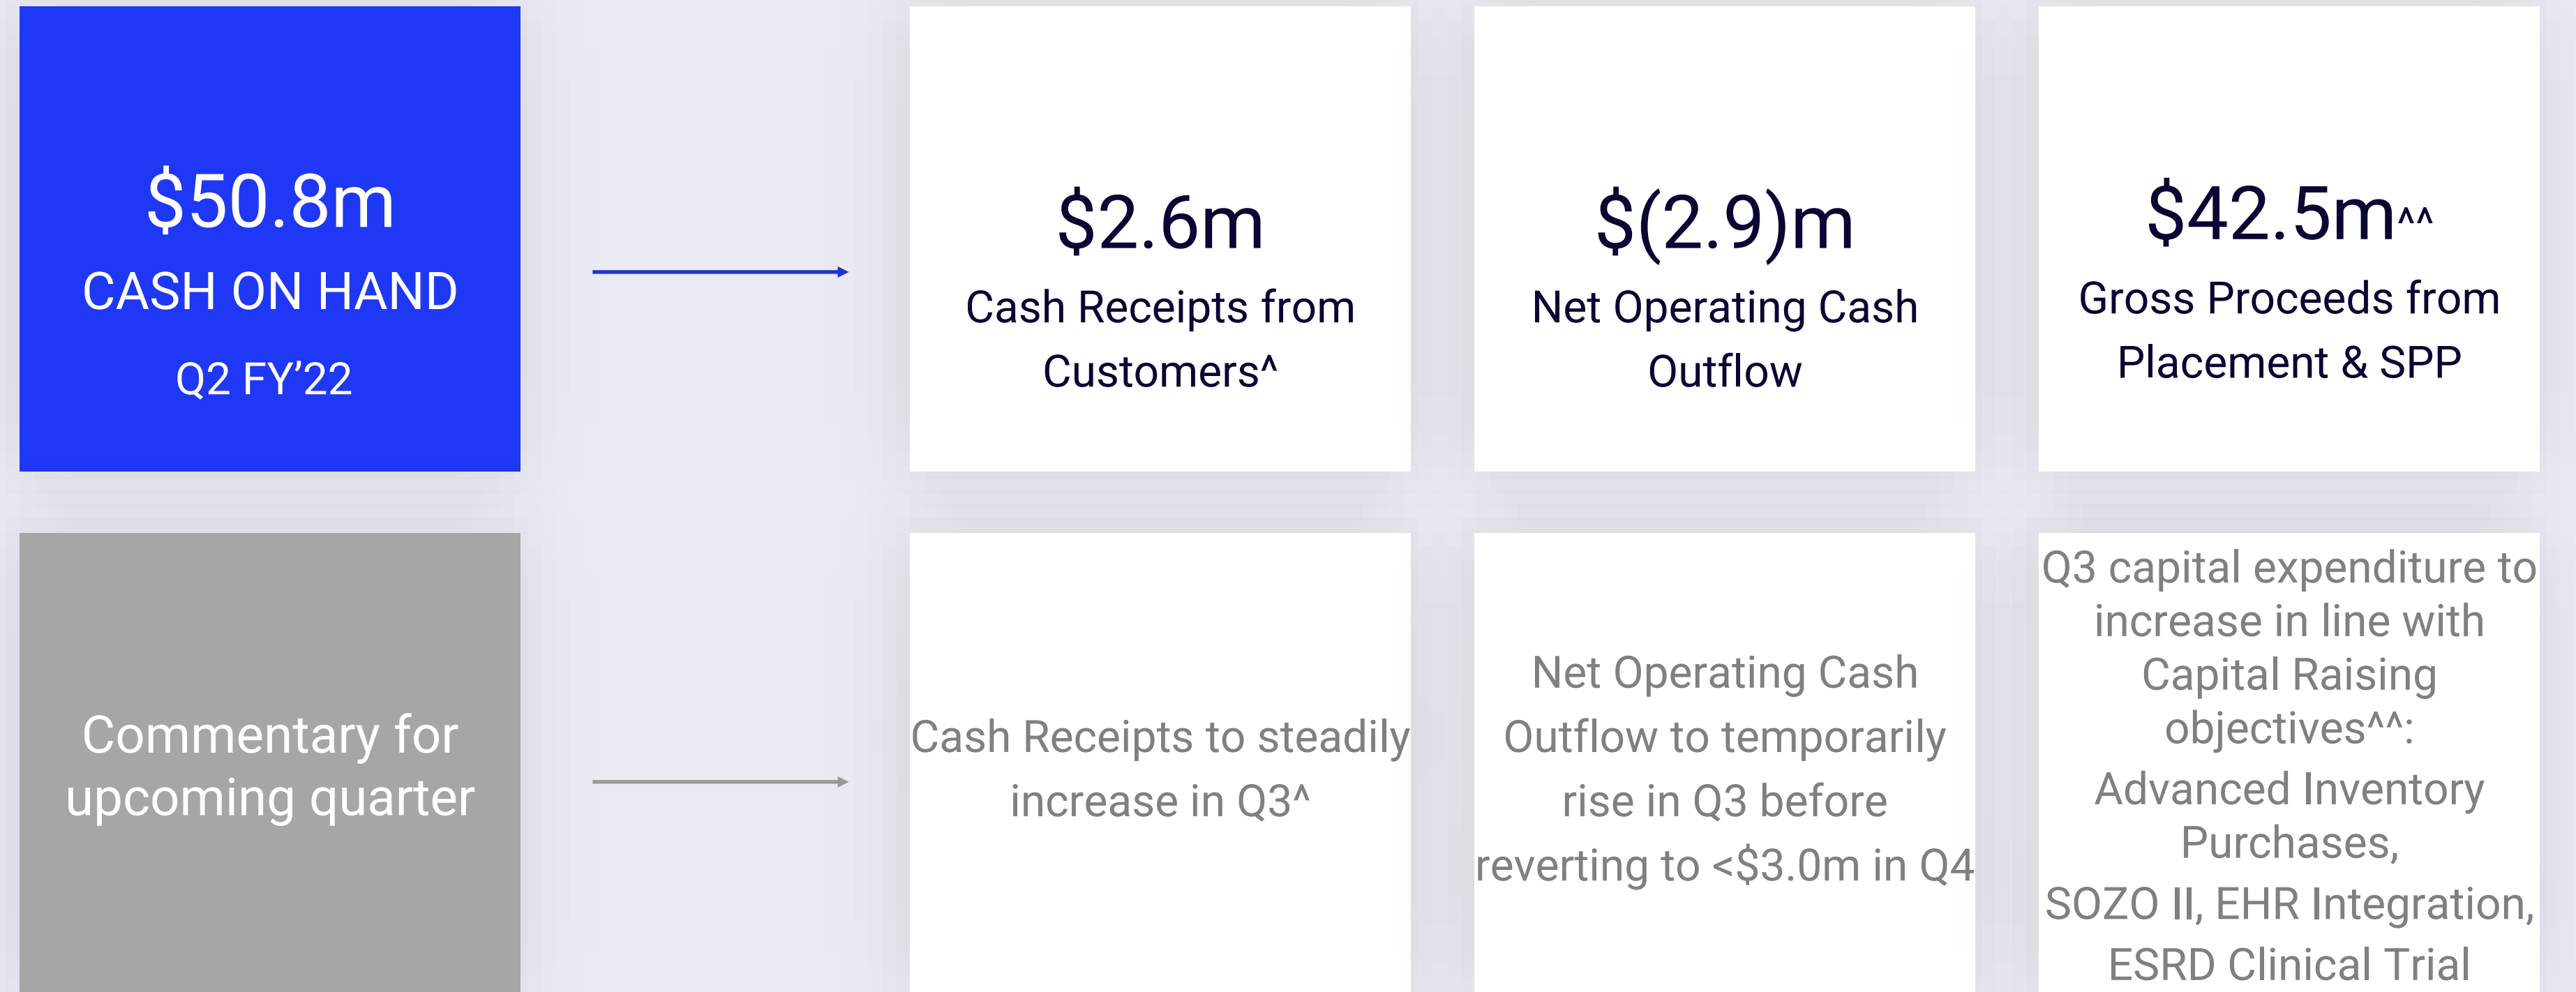 $50.8m
CASH ON HAND
Q2 FY’22
$2.6m
Cash Receipts from
Customers^
$(2.9)m
Net Operating Cash
Outflow
$42.5m^^
Gross Proceeds from
Placement & SPP
Commentary for
upcoming quarter
Cash Receipts to steadily
increase in Q3^
Net Operating Cash
Outflow to temporarily
rise in Q3 before
reverting to <$3.0m in Q4
Q3 capital expenditure to
increase in line with
Capital Raising
objectives^^:
Advanced Inventory
Purchases,
SOZO II, EHR Integration,
ESRD Clinical Trial